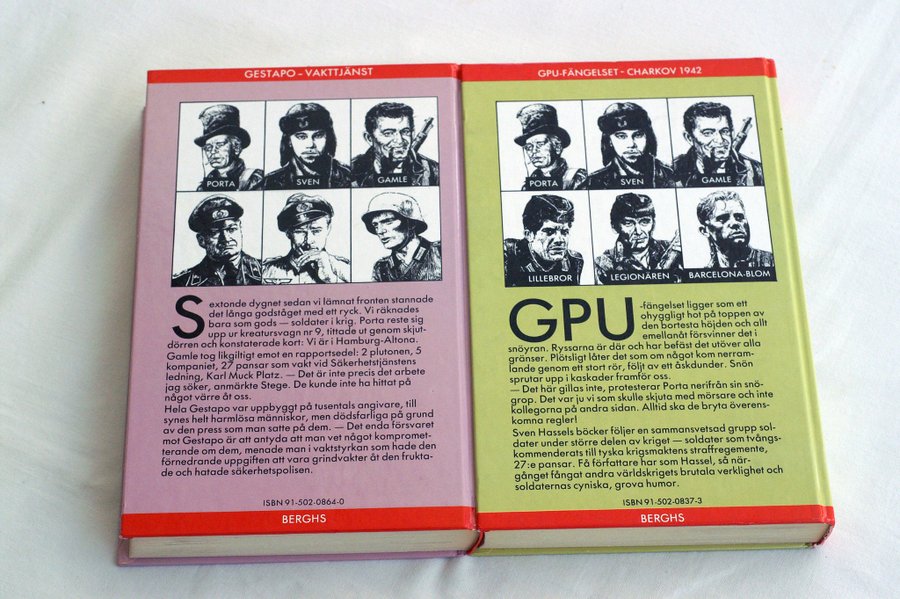 GESTAPO – VAKTTJÄNST
PORTA
SVEN
GAMLE
Sextonde dygnet sedan vi lämnat fronten stannade
det långa godståget med ett ryck. Vi räknades
bara som gods — soldater i krig. Porta reste sig
upp ur kreatursvagn nr 9, tittade ut genom skjut-
dörren och konstaterade kort: Vi är i Hamburg-Altona.
Gamle tog likgiltigt emot en rapportsedel: 2 plutonen, 5
kompaniet, 27 pansar som vakt vid Säkerhetstjänstens
ledning, Karl Muck Platz. — Det är inte precis det arbete
jag söker, anmärkte Stege. De kunde inte ha hittat på
något värre åt oss.
Hela Gestapo var uppbyggt på tusentals angivare, till
synes helt harmlösa människor, men dödsfarliga på grund
av den press som man satte på dem. — Det enda försvaret
mot Gestapo är att antyda att man vet något kompromet-
terande om dem, menade man i vaktstyrkan som hade den
förnedrande uppgiften att vara grindvakter åt den frukta-
de och hatade säkerhetspolisen.
ISBN 91-502-0864-0
BERGHS
GPU-FÄNGELSET - CHARKOV 1942
PORTA
SVEN
GAMLE
LILLEBROR
LEGIONÄREN
BARCELONA-BLOM
GPU-fängelset ligger som ett
ohyggligt hot på toppen av
den bortesta höjden och allt
emellanåt försvinner det i
snöyran. Ryssarna är där och har befäst det utöver alla
gränser. Plötsligt låter det som om något kom nerram-
lande genom ett stort rör, följt av ett åskdunder. Snön
sprutar upp i kaskader framför oss.
— Det här gillas inte, protesterar Porta nerifrån sin snö-
grop. Det var ju vi som skulle skjuta med mörsare och inte
kollegorna på andra sidan. Alltid ska de bryta överens-
komna regler!
Sven Hassels böcker följer en sammansvetsad grupp sol-
dater under större delen av kriget — soldater som tvångs-
kommenderats till tyska krigsmaktens straffregemente,
27:e pansar. Få författare har som Hassel, så när-
gånget fångat andra världskrigets brutala verklighet och
soldaternas cyniska, grova humor.
ISBN 91-502-0837-3
BERGHS